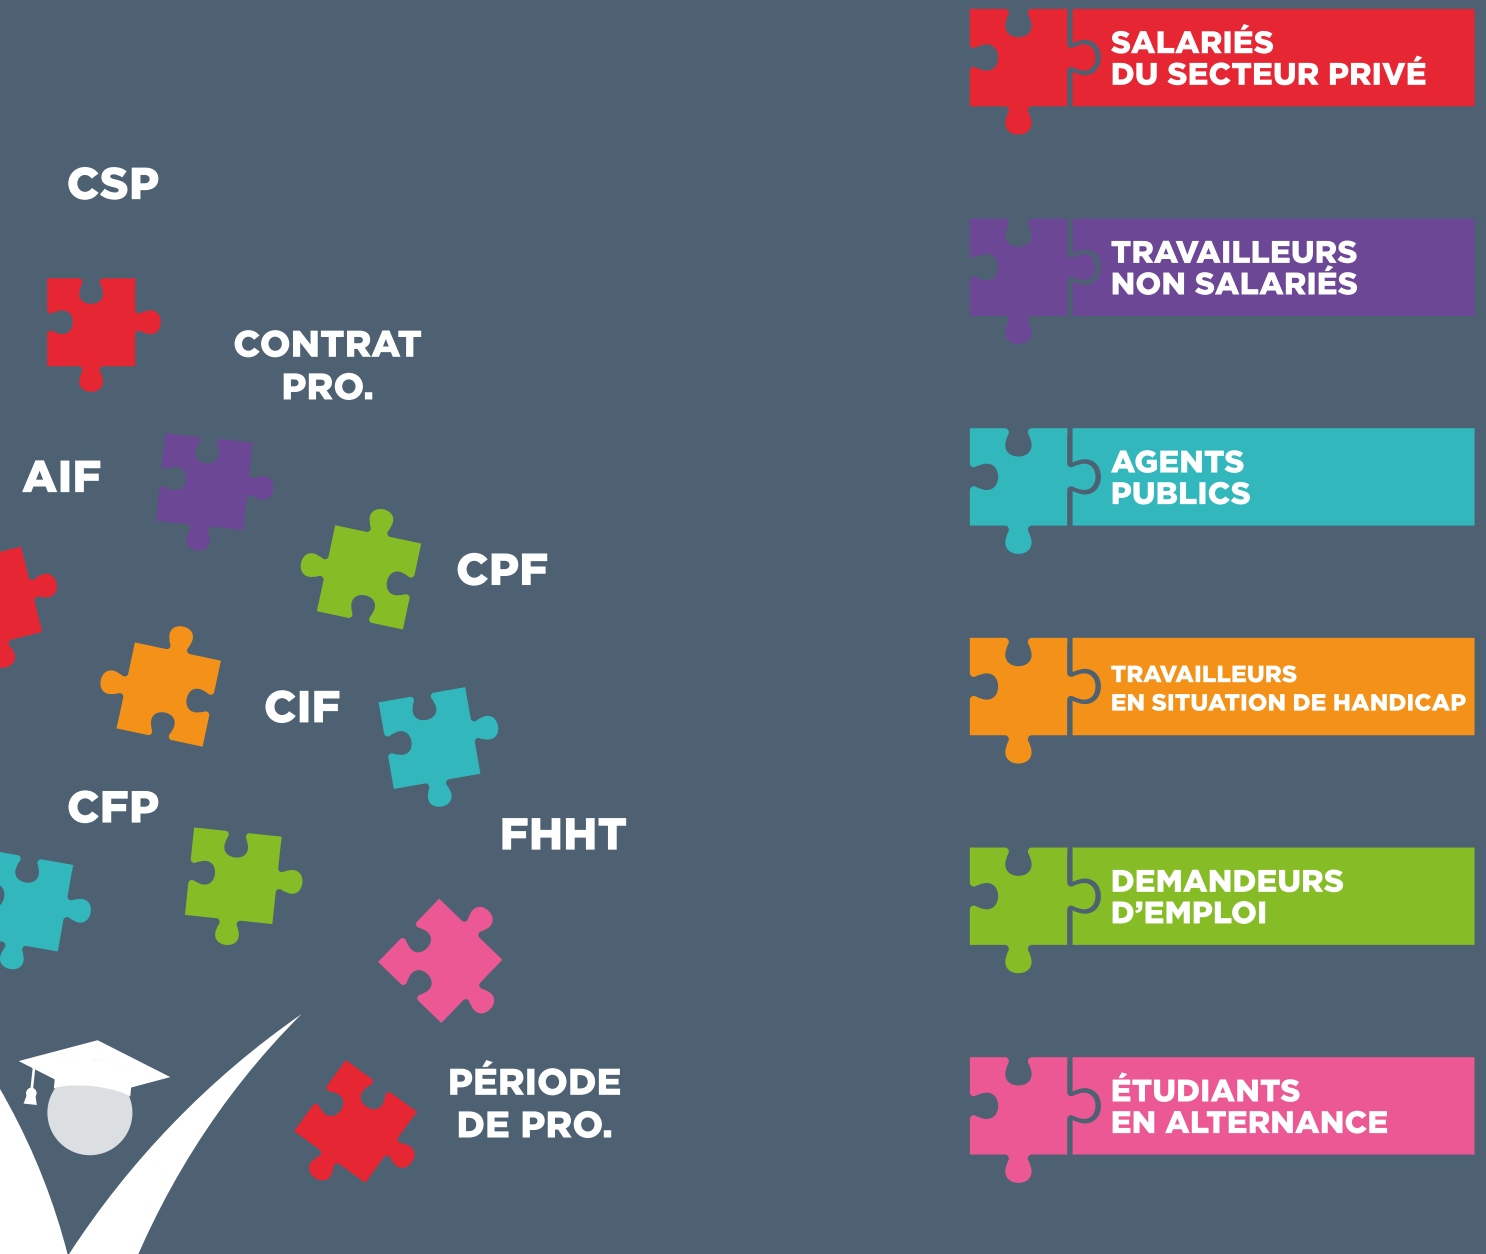 CSP
CONTRAT
PRO.
AIF
CPF
CIF
CFP
FHHT
PÉRIODE
DE PRO.
SALARIÉS
DU SECTEUR PRIVÉ
TRAVAILLEURS
NON SALARIÉS
AGENTS
PUBLICS
TRAVAILLEURS
EN SITUATION DE HANDICAP
DEMANDEURS
D’EMPLOI
ÉTUDIANTS
EN ALTERNANCE